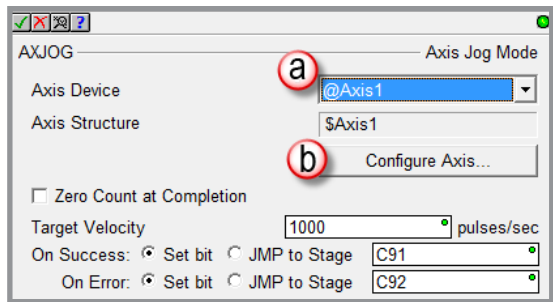 ?
AXJOG Axis Jog Mode
a
Axis Device @Axis1
Axis Structure $Axis1
b Configure Axis...
Zero Count at Completion
Target Velocity 1000 pulses/sec
On Success: Set bit JMP to Stage C91
On Error: Set bit JMP to Stage C92